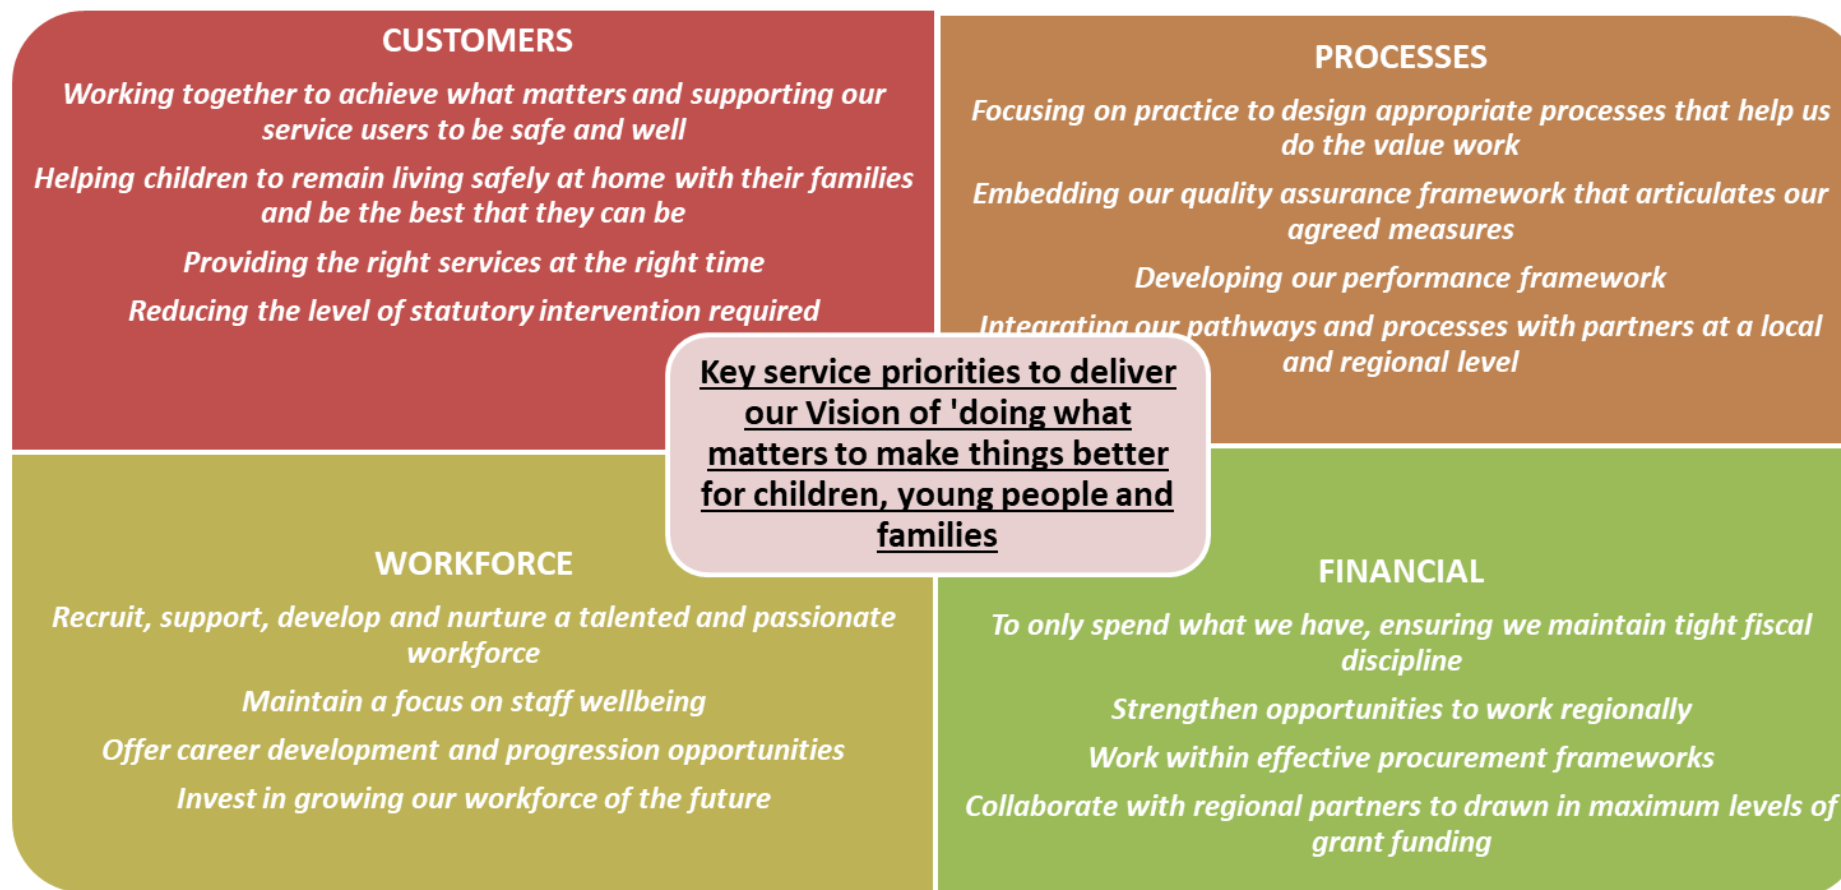 CUSTOMERS
Working together to achieve what matters and supporting our
service users to be safe and well
Helping children to remain living safely at home with their families
and be the best that they can be
Providing the right services at the right time
Reducing the level of statutory intervention required
PROCESSES
Focusing on practice to design appropriate processes that help us
do the value work
Embedding our quality assurance framework that articulates our
agreed measures
Developing our performance framework
Integrating our pathways and processes with partners at a local
and regional level
Key service priorities to deliver
our Vision of 'doing what
matters to make things better
for children, young people and
families
WORKFORCE
Recruit, support, develop and nurture a talented and passionate
workforce
Maintain a focus on staff wellbeing
Offer career development and progression opportunities
Invest in growing our workforce of the future
FINANCIAL
To only spend what we have, ensuring we maintain tight fiscal
discipline
Strengthen opportunities to work regionally
Work within effective procurement frameworks
Collaborate with regional partners to drawn in maximum levels of
grant funding